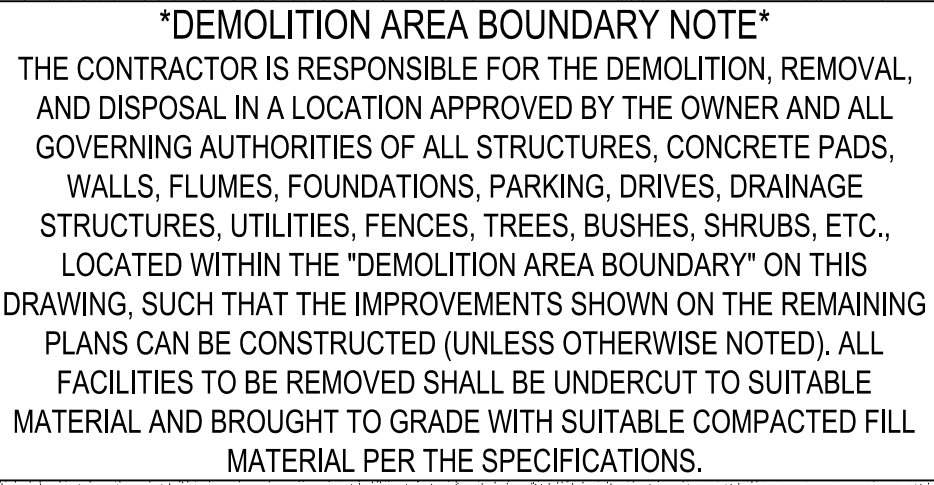 *DEMOLITION AREA BOUNDARY NOTE*
THE CONTRACTOR IS RESPONSIBLE FOR THE DEMOLITION, REMOVAL,
AND DISPOSAL IN A LOCATION APPROVED BY THE OWNER AND ALL
GOVERNING AUTHORITIES OF ALL STRUCTURES, CONCRETE PADS,
WALLS, FLUMES, FOUNDATIONS, PARKING, DRIVES, DRAINAGE
STRUCTURES, UTILITIES, FENCES, TREES, BUSHES, SHRUBS, ETC.,
LOCATED WITHIN THE "DEMOLITION AREA BOUNDARY" ON THIS
DRAWING, SUCH THAT THE IMPROVEMENTS SHOWN ON THE REMAINING
PLANS CAN BE CONSTRUCTED (UNLESS OTHERWISE NOTED). ALL
FACILITIES TO BE REMOVED SHALL BE UNDERCUT TO SUITABLE
MATERIAL AND BROUGHT TO GRADE WITH SUITABLE COMPACTED FILL
MATERIAL PER THE SPECIFICATIONS.